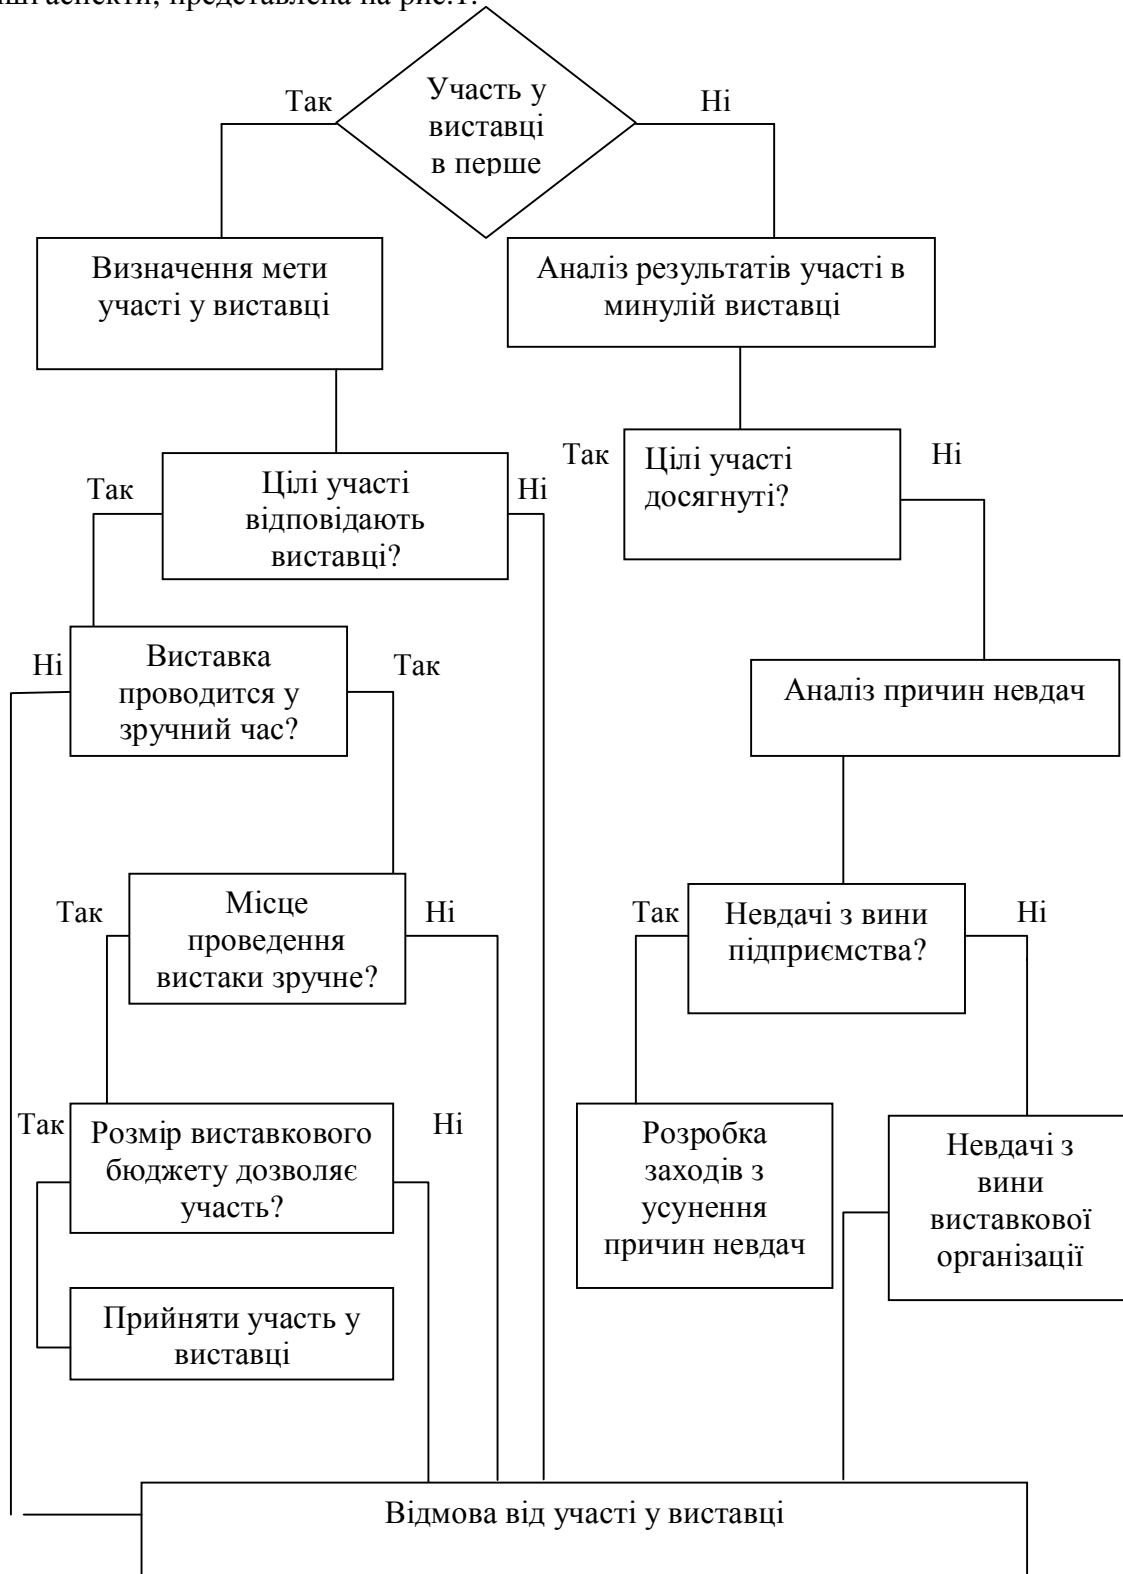 аспекти, представлена на рис.1.
Участь у
виставці
в перше
Так
Ні
Визначення мети
участі у виставці
Аналіз результатів участі в
минулій виставці
Так
Цілі участі
відповідають
виставці?
Ні
Так
Цілі участі
досягнуті?
Ні
Ні
Виставка
проводится у
зручний час?
Так
Аналіз причин невдач
Так
Місце
проведення
вистаки зручне?
Ні
Так
Невдачі з вини
підприємства?
Ні
Так
Розмір виставкового
бюджету дозволяє
участь?
Ні
Розробка
заходів з
усунення
причин невдач
Невдачі з
вини
виставкової
організації
Прийняти участь у
виставці
Відмова від участі у виставці